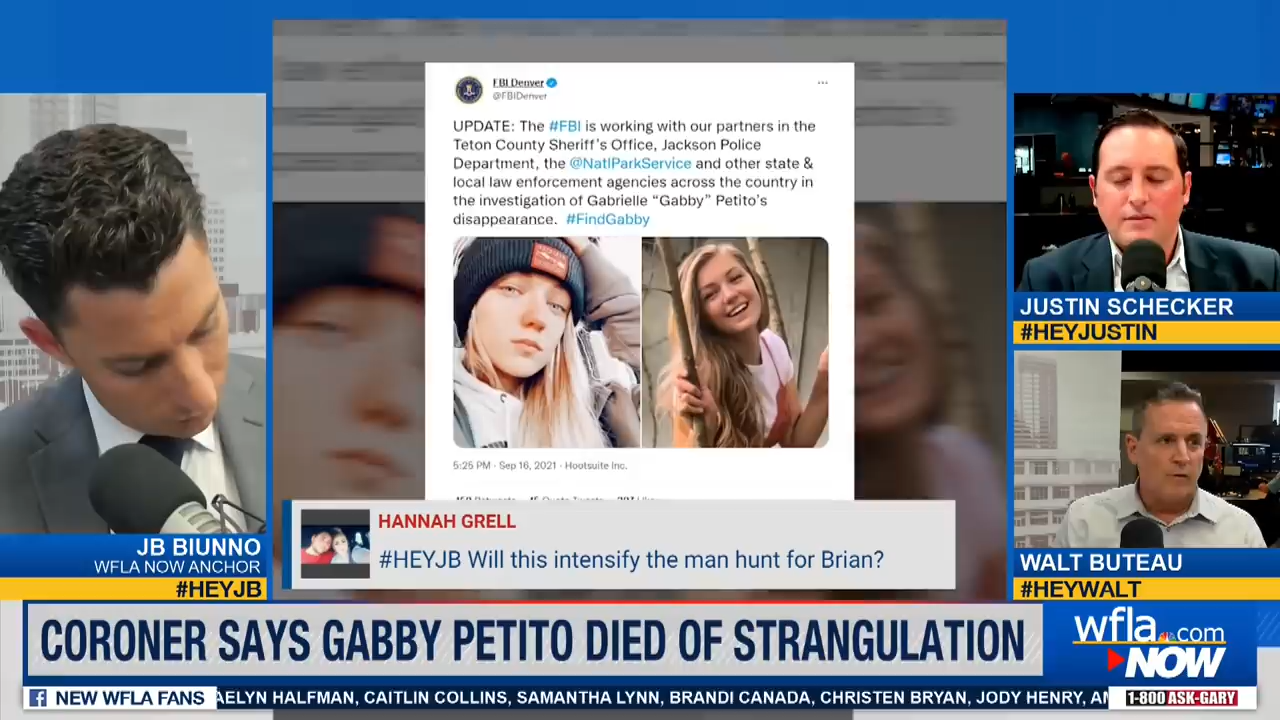 FBI Denver
@FBIDenver
UPDATE: The #FBI is working with our partners in the
Teton County Sheriff's Office, Jackson Police
Department, the @NatlParkService and other state &
local law enforcement agencies across the country in
the investigation of Gabrielle “Gabby” Petito's
disappearance. #FindGabby
5:25 PM · Sep 16, 2021 · Hootsuite Inc.
HANNAH GRELL
#HEYJB Will this intensify the man hunt for Brian?
JB BIUNNO
WFLA NOW ANCHOR
#HEYJB
JUSTIN SCHECKER
#HEYJUSTIN
WALT BUTEAU
#HEYWALT
CORONER SAYS GABBY PETITO DIED OF STRANGULATION
wfla.com
NOW
NEW WFLA FANS
AELYN HALFMAN, CAITLIN COLLINS, SAMANTHA LYNN, BRANDI CANADA, CHRISTEN BRYAN, JODY HENRY,
1-800 ASK-GARY